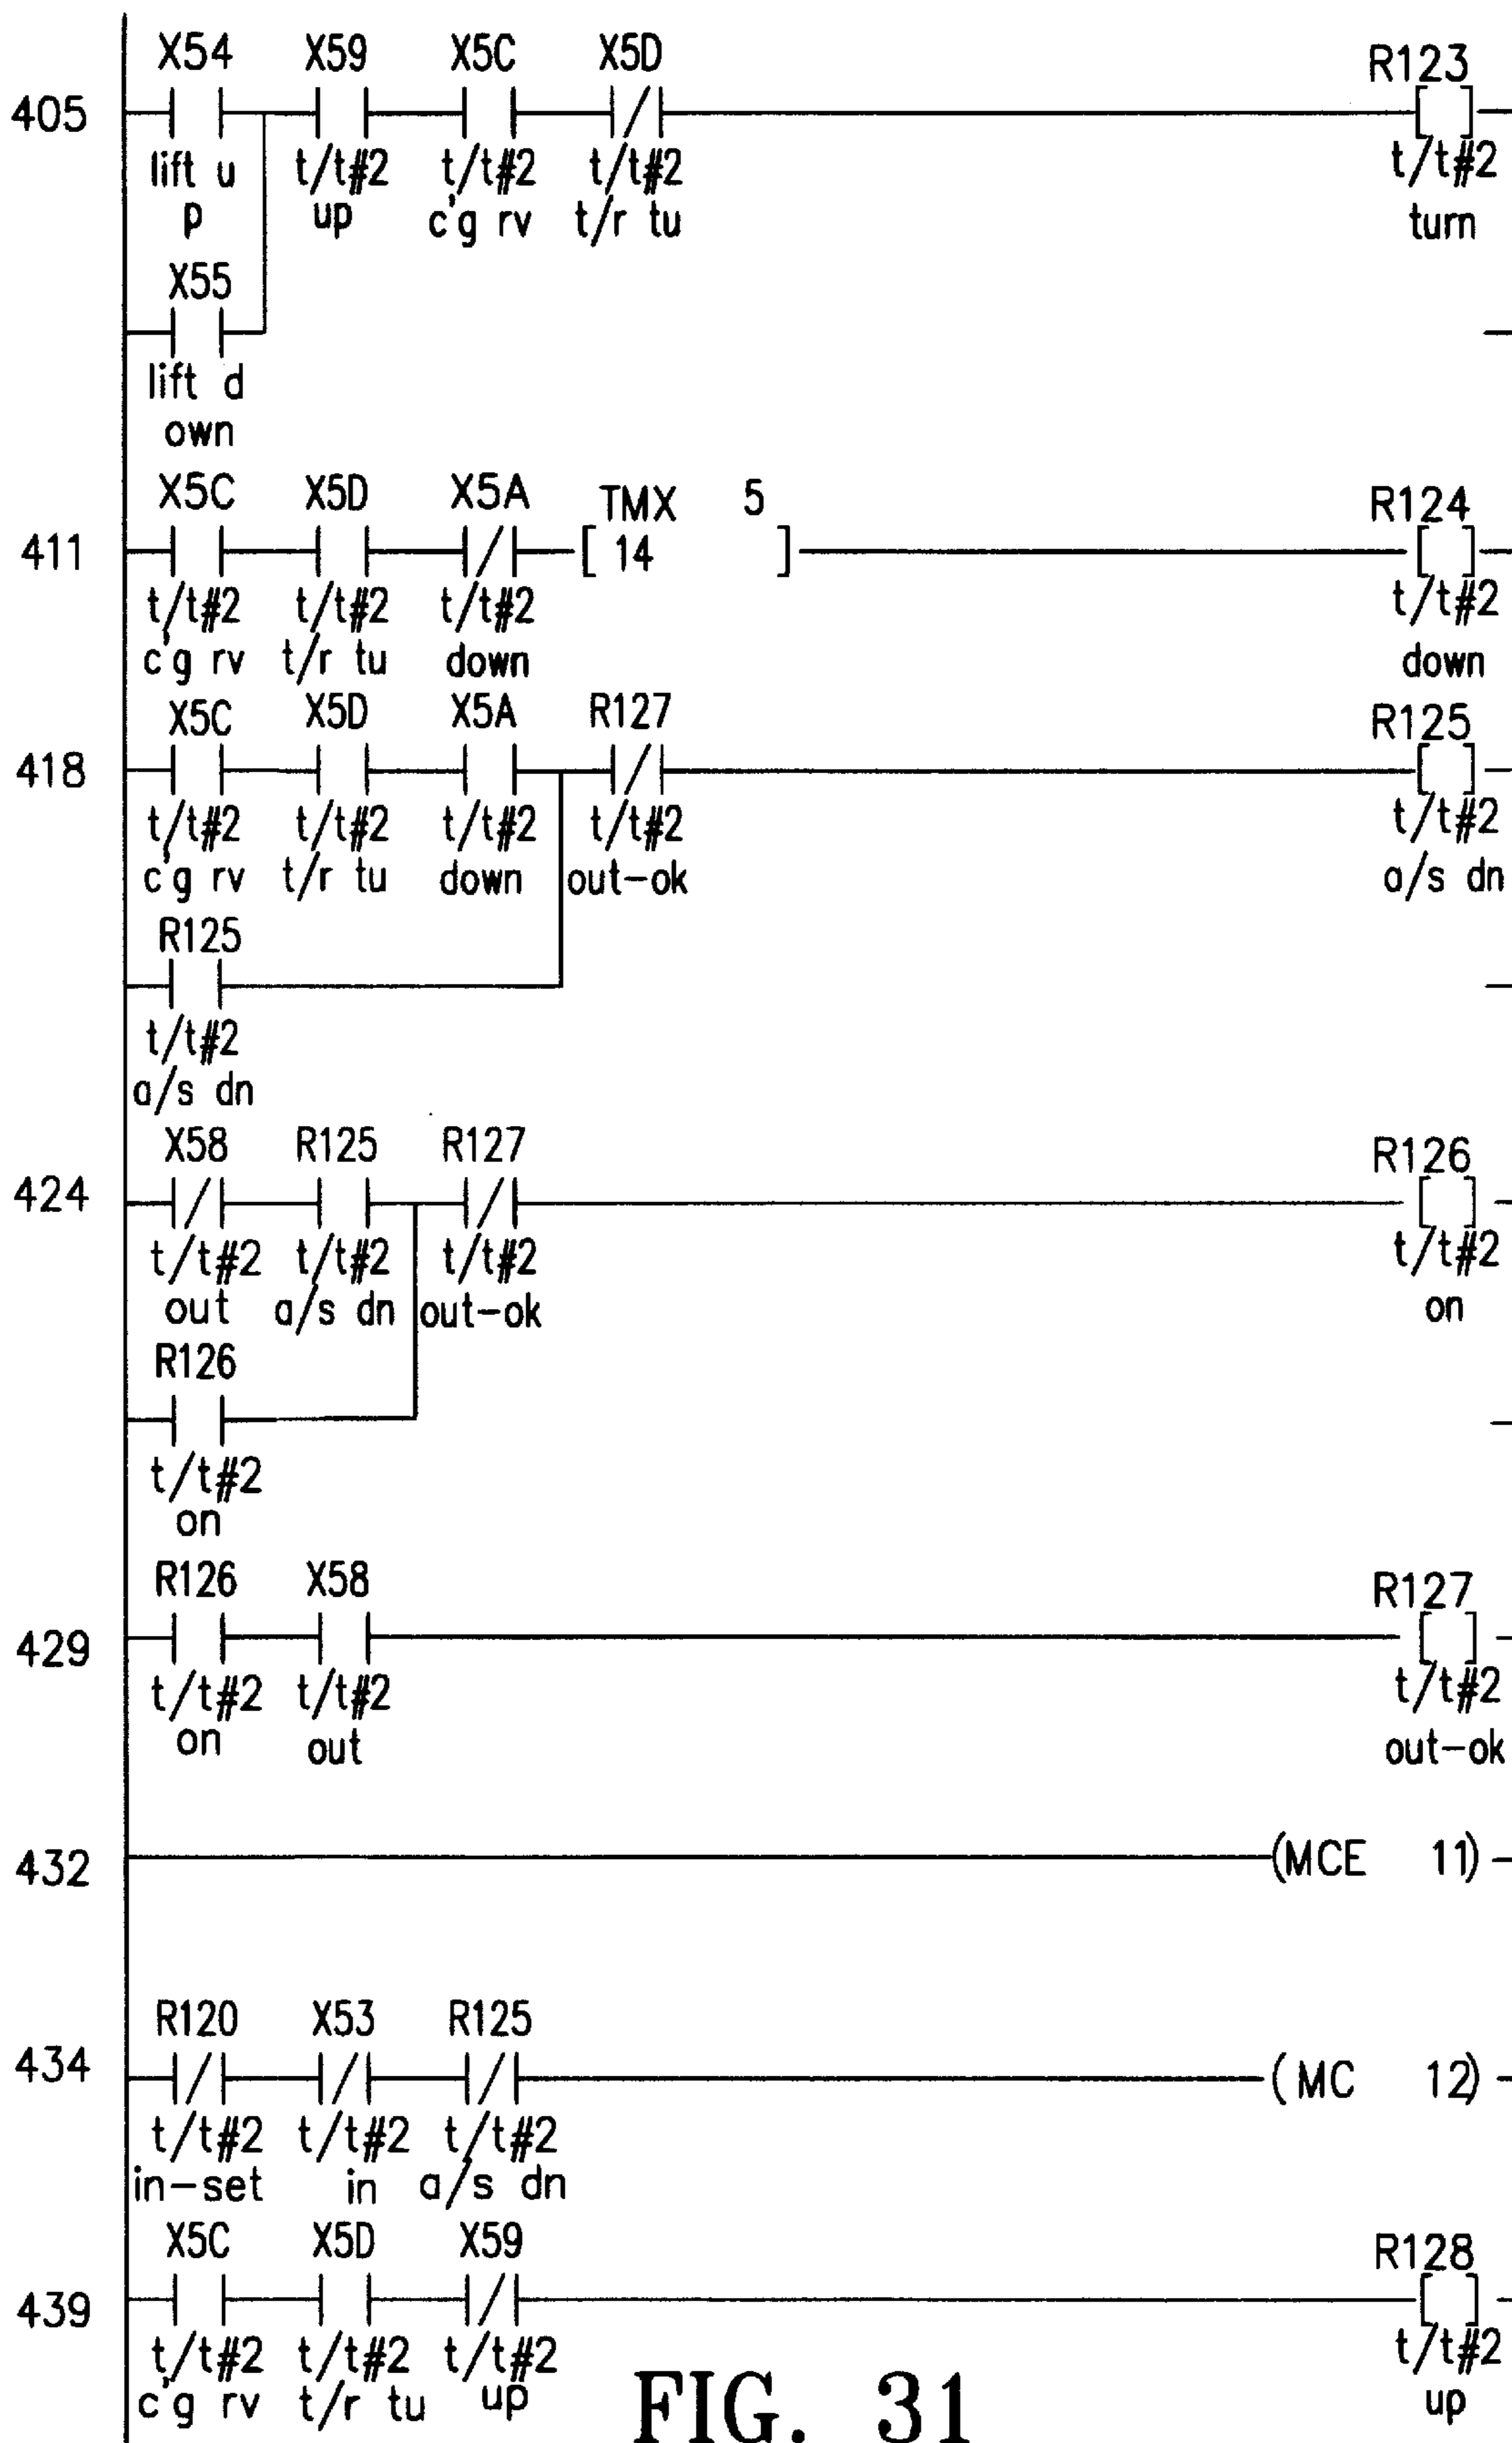 X54 X59 X5C X5D R123
405
lift u t/t#2 t/t#2 t/t#2 t/t#2
p up c'g rv t/r tu turn
X55
lift d
own
X5C X5D X5A TMX 5 R124
411 14
t/t#2 t/t#2 t/t#2 t/t#2
c'g rv t/r tu down down
X5C X5D X5A R127 R125
418
t/t#2 t/t#2 t/t#2 t/t#2 t/t#2
c'g rv t/r tu down out-ok a/s dn
R125
t/t#2
a/s dn
X58 R125 R127 R126
424
t/t#2 t/t#2 t/t#2 t/t#2
out a/s dn out-ok on
R126
t/t#2
on
R126 X58 R127
429
t/t#2 t/t#2 t/t#2
on out out-ok
432 (MCE 11)
R120 X53 R125
434 (MC 12)
t/t#2 t/t#2 t/t#2
in-set in a/s dn
X5C X5D X59 R128
439
t/t#2 t/t#2 t/t#2 t/t#2
c'g rv t/r tu up up
FIG. 31